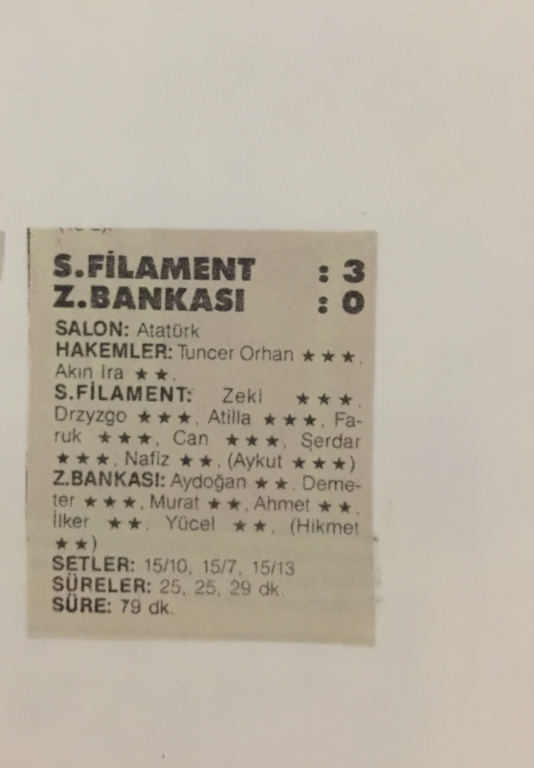 S.FİLAMENT : 3
Z.BANKASI : 0
SALON: Atatürk
HAKEMLER: Tuncer Orhan ★★★,
Akın İra ★★.
S.FİLAMENT: Zeki ★★★,
Drzyzgo ★★★, Atilla ★★★, Fa-
ruk ★★★, Can ★★★, Serdar
★★★, Nafiz ★★, (Aykut ★★★)
Z.BANKASI: Aydoğan ★★, Deme-
ter ★★★, Murat ★★, Ahmet ★★,
İlker ★★, Yücel ★★, (Hikmet
★★)
SETLER: 15/10, 15/7, 15/13
SÜRELER: 25, 25, 29 dk.
SÜRE: 79 dk.